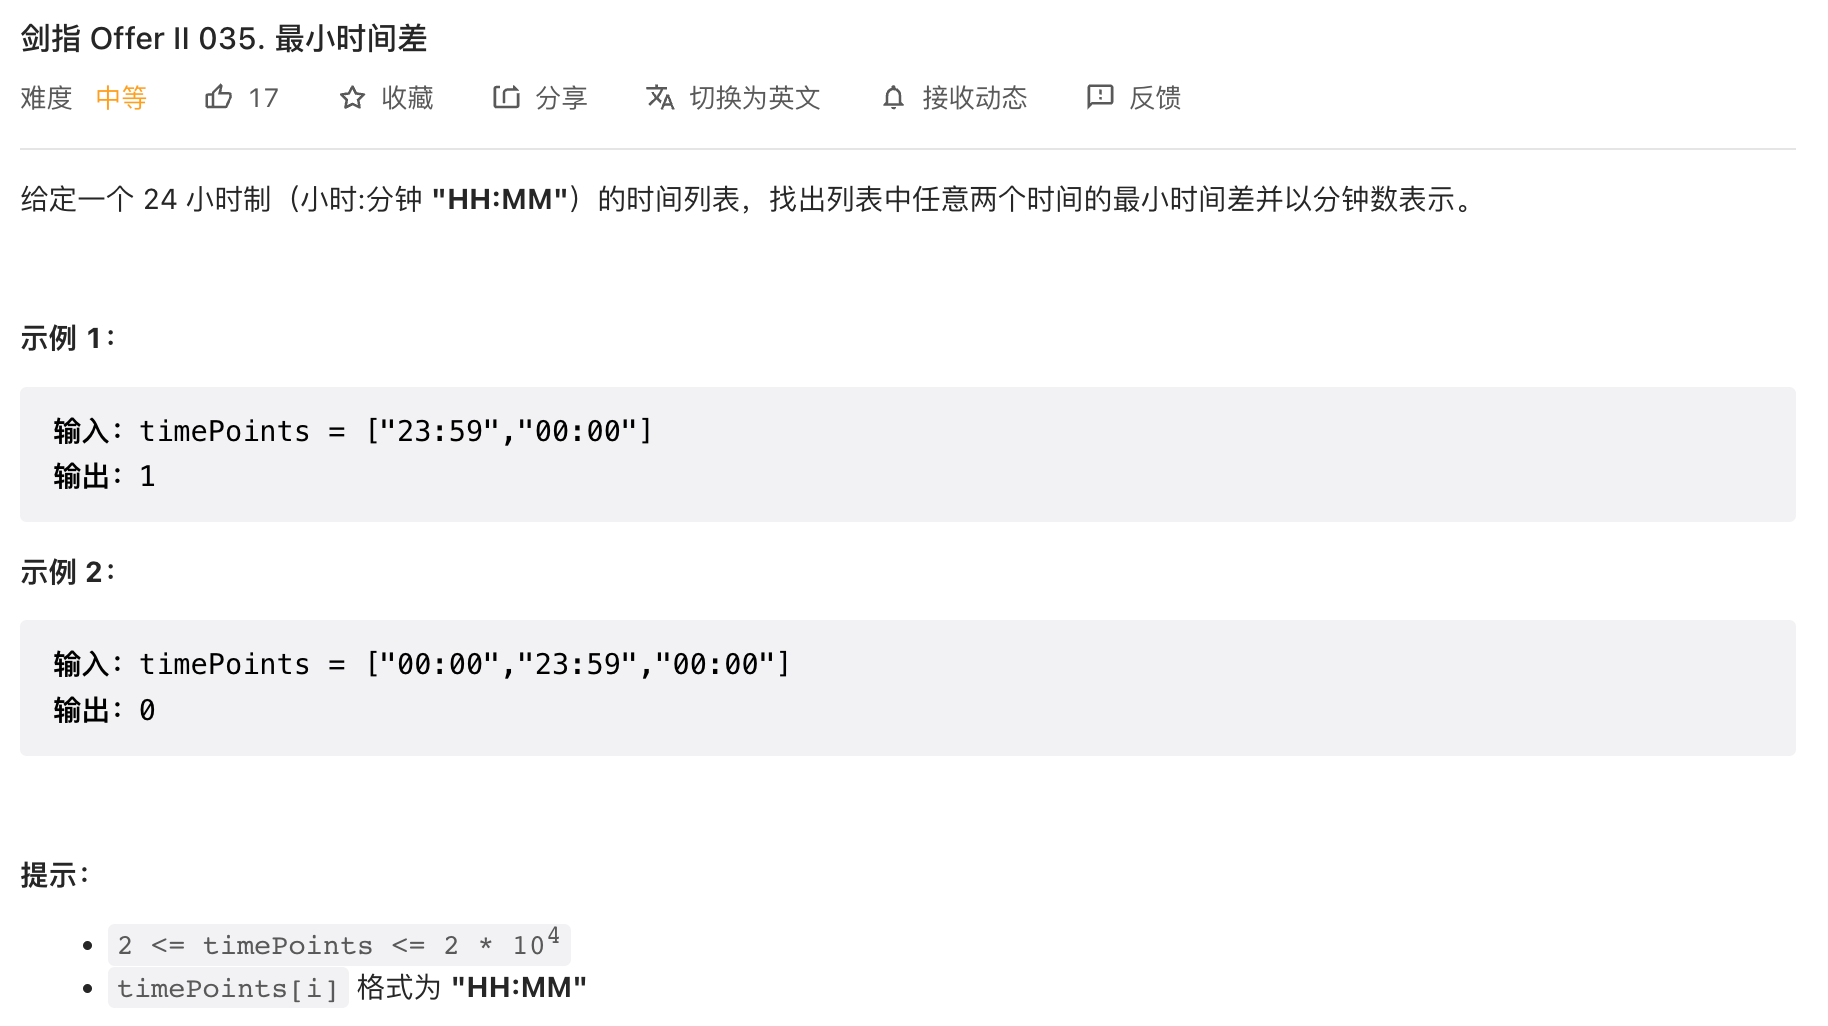 剑指 Offer II 035. 最小时间差
难度 中等 17 收藏 分享 切换为英文 接收动态 反馈
给定一个 24 小时制（小时:分钟 "HH:MM"）的时间列表，找出列表中任意两个时间的最小时间差并以分钟数表示。
示例 1：
输入：timePoints = ["23:59","00:00"]
输出：1
示例 2：
输入：timePoints = ["00:00","23:59","00:00"]
输出：0
提示：
• 2 <= timePoints <= 2 * 10⁴
• timePoints[i] 格式为 "HH:MM"